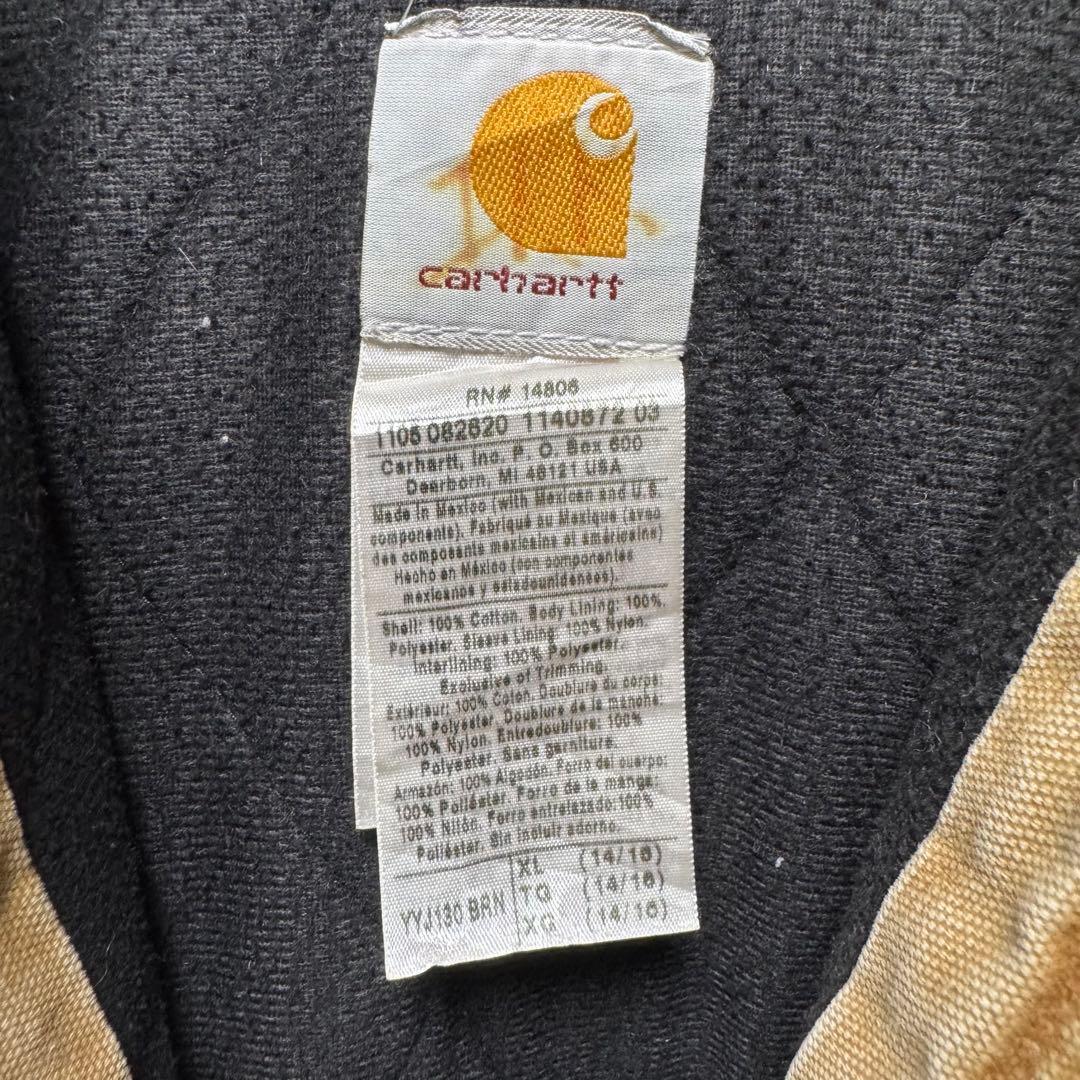 carhartt
RN# 14806
1105 082620 1140872 03
Carhartt, Inc. P. O. Box 600
Dearborn, MI 48121 USA
Made in Mexico (with Mexican and U.S.
components). Fabriqué au Mexique (avec
des composants mexicains et américains)
Hecho en México (con componentes
mexicanos y estadounidenses).
Shell: 100% Cotton. Body Lining: 100%
Polyester. Sleeve Lining: 100% Nylon.
Interlining: 100% Polyester.
Exclusive of Trimming.
Extérieur: 100% Coton. Doublure du corps:
100% Polyester. Doublure de la manche:
100% Nylon. Entredoublure: 100%
Polyester. Sans garniture.
Armazón: 100% Algodón. Forro del cuerpo:
100% Poliéster. Forro de la manga:
100% Nilón. Forro entrelazado:100%
Poliéster. Sin incluir adorno.
YYJ130 BRN
XL (14/16)
TG (14/16)
XG (14/16)